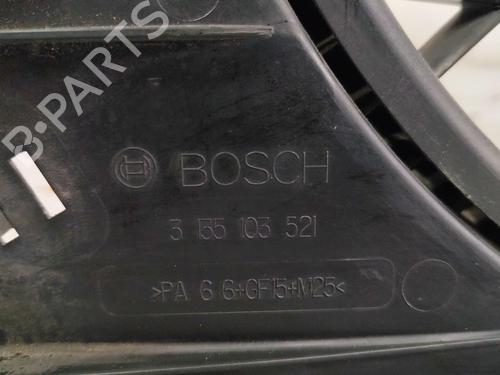 B-PARTS
BOSCH
3 135 103 521
>PA 6 6+GF15+M25<